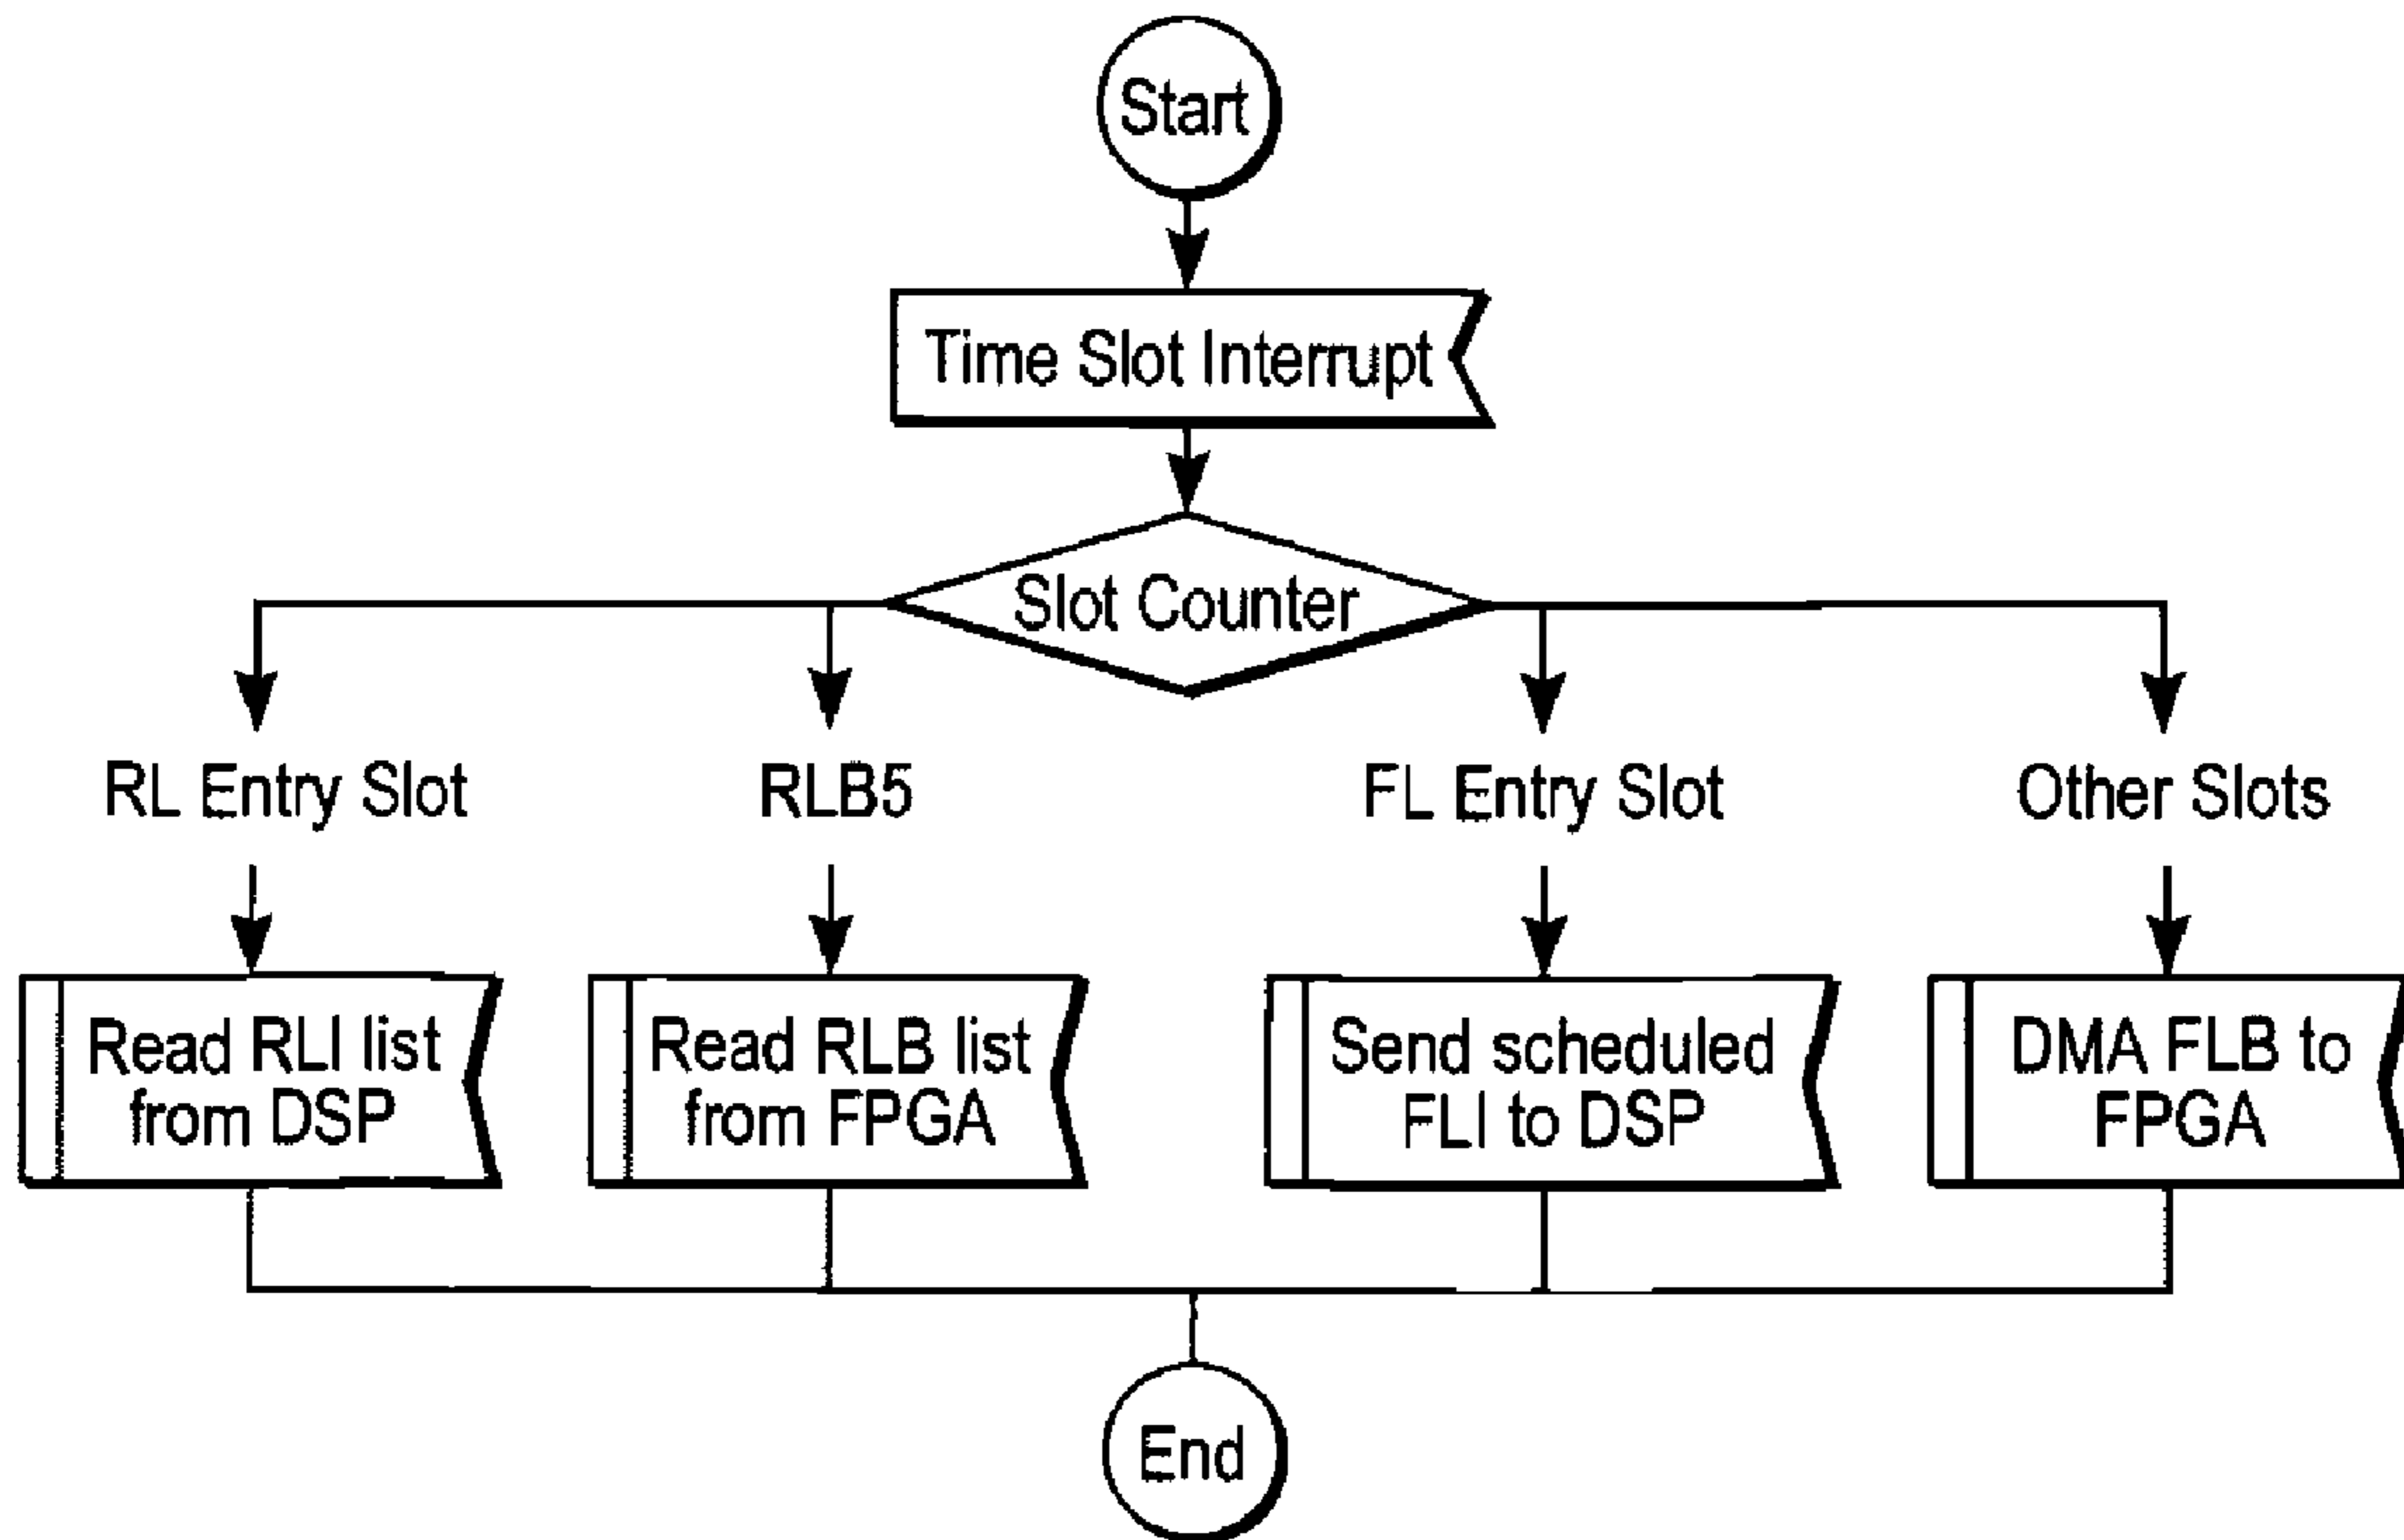 Start
Time Slot Interrupt
Slot Counter
RL Entry Slot
RLB5
FL Entry Slot
Other Slots
Read RLI list
from DSP
Read RLB list
from FPGA
Send scheduled
FLI to DSP
DMA FLB to
FPGA
End